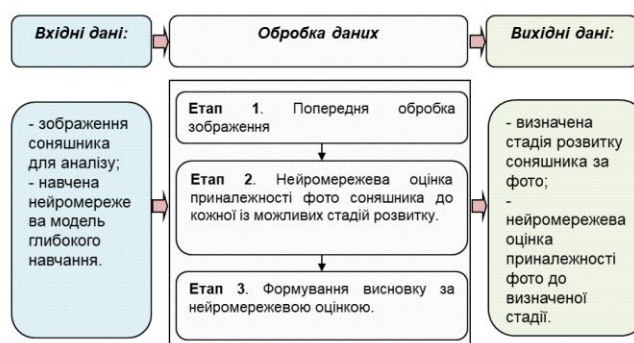 Вхідні дані:
Обробка даних
Вихідні дані:
- зображення
соняшника
для аналізу;
- навчена
нейромереже
ва модель
глибокого
навчання.
Етап 1. Попередня обробка
зображення
Етап 2. Нейромережева оцінка
приналежності фото соняшника до
кожної із можливих стадій розвитку.
Етап 3. Формування висновку за
нейромережевою оцінкою.
- визначена
стадія розвитку
соняшника за
фото;
-
нейромережева
оцінка
приналежності
фото до
визначеної
стадії.